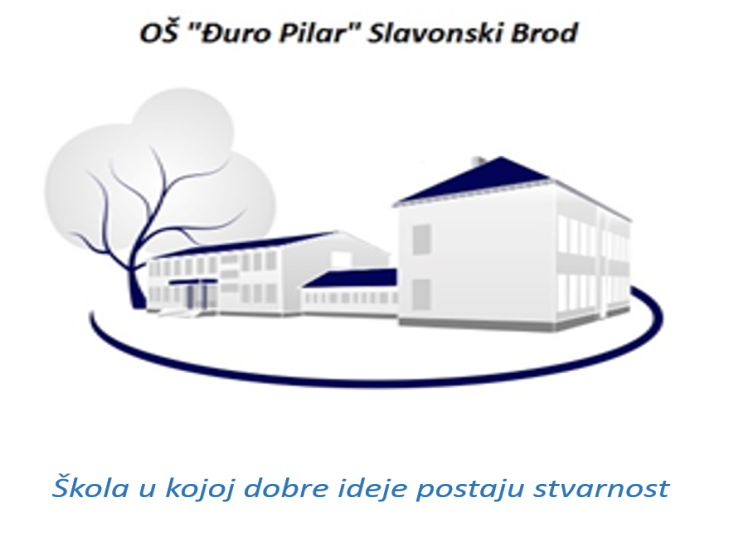 OŠ "Đuro Pilar" Slavonski Brod
Škola u kojoj dobre ideje postaju stvarnost